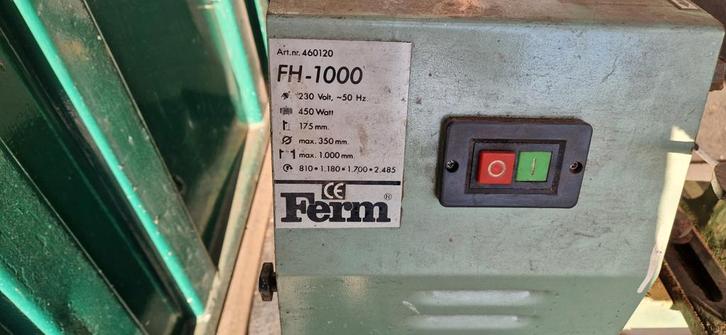 Art.nr. 460120
FH-1000
230 Volt, ~50 Hz.
450 Watt
175 mm.
max. 350 mm.
max. 1.000 mm.
810 • 1.180 • 1.700 • 2.485
CE
Ferm®
O I